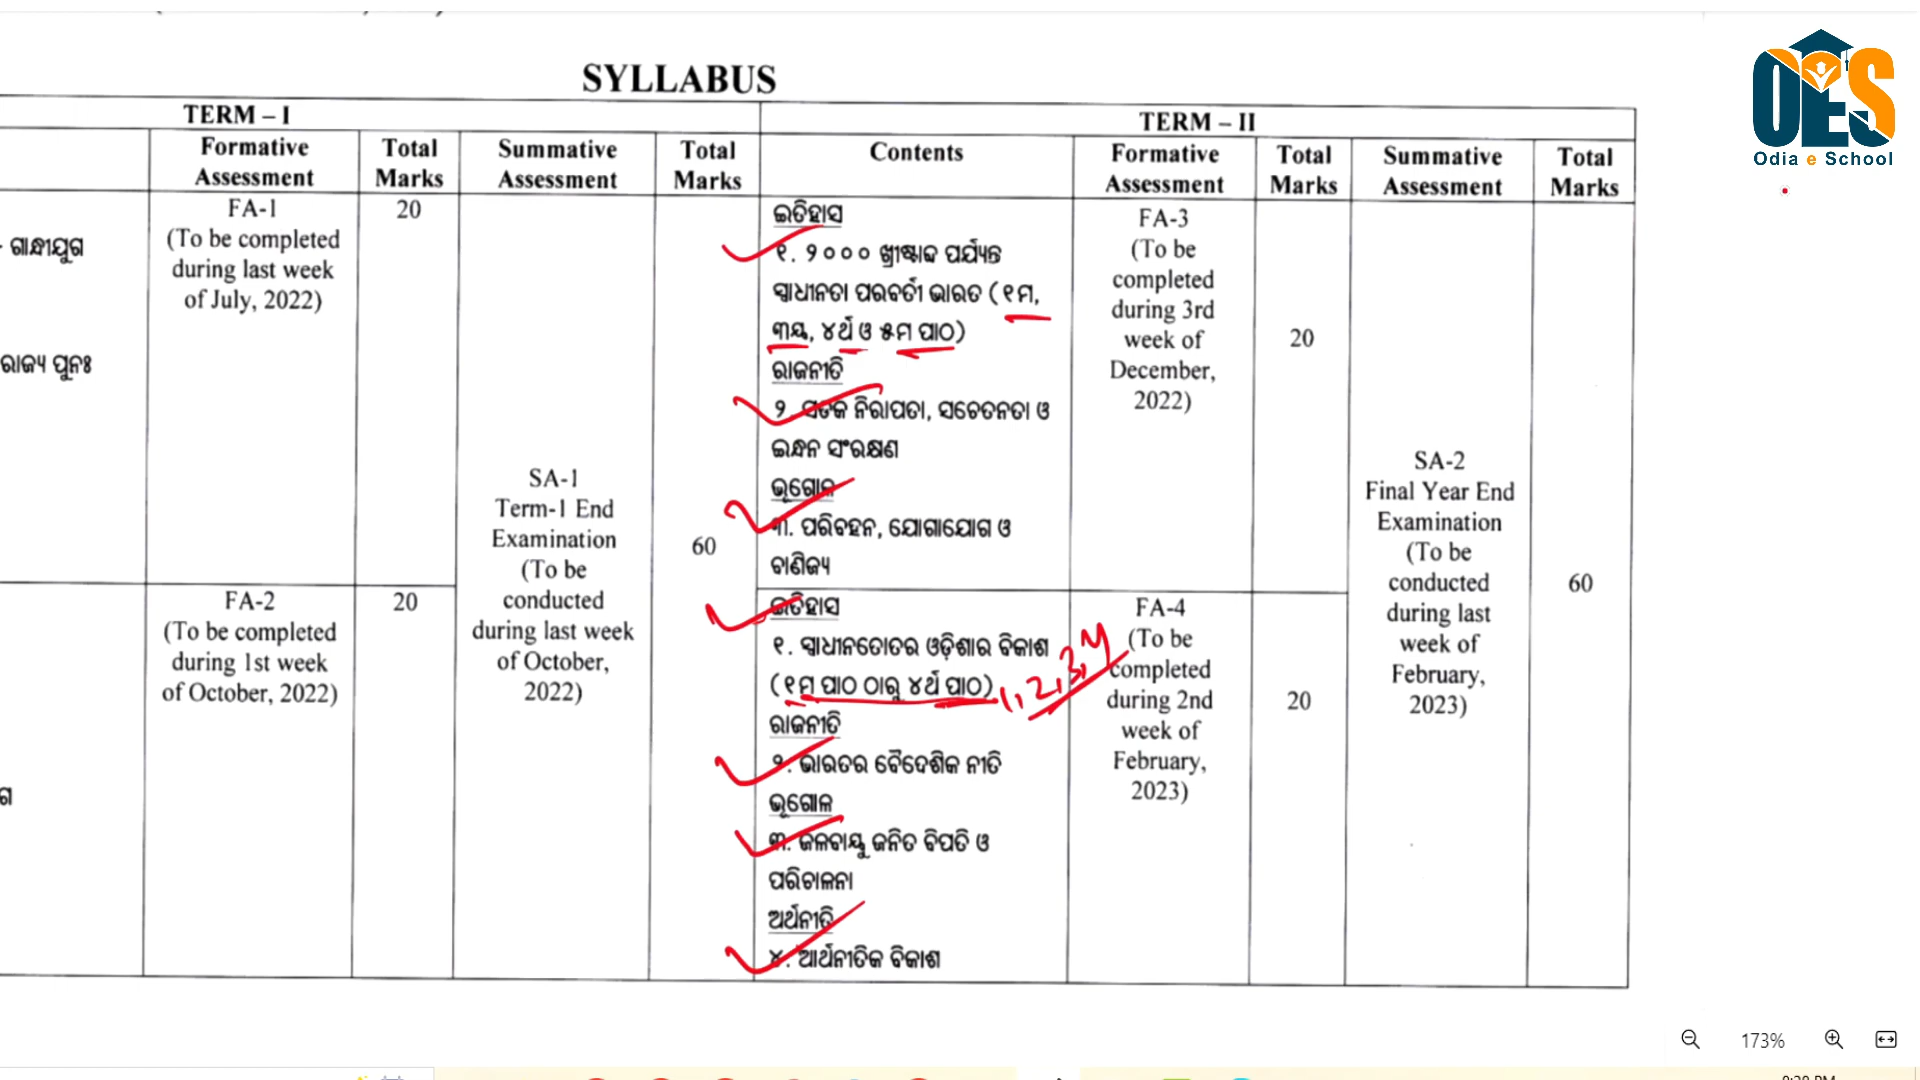 SYLLABUS
TERM – I
TERM – II
Formative Assessment
Total Marks
Summative Assessment
Total Marks
Contents
Formative Assessment
Total Marks
Summative Assessment
Total Marks
ଗାନ୍ଧୀଯୁଗ
ରାଜ୍ୟ ପୁନଃ
FA-1
(To be completed
during last week
of July, 2022)
20
FA-2
(To be completed
during 1st week
of October, 2022)
20
SA-1
Term-1 End
Examination
(To be
conducted
during last week
of October,
2022)
60
ଇତିହାସ
୧. ୨୦୦୦ ଖ୍ରୀଷ୍ଟାବ୍ଦ ପର୍ଯ୍ୟନ୍ତ
ସ୍ଵାଧୀନତା ପରବର୍ତୀ ଭାରତ (୧ମ,
୩ୟ, ୪ର୍ଥ ଓ ୫ମ ପାଠ)
ରାଜନୀତି
୨. ସଡକ ନିରାପତା, ସଚେତନତା ଓ
ଇନ୍ଧନ ସଂରକ୍ଷଣ
ଭୂଗୋଳ
୩. ପରିବହନ, ଯୋଗାଯୋଗ ଓ
ବାଣିଜ୍ୟ
ଇତିହାସ
୧. ସ୍ଵାଧୀନତୋତର ଓଡ଼ିଶାର ବିକାଶ
(୧ମ ପାଠ ଠାରୁ ୪ର୍ଥ ପାଠ) 1, 2, 3, 4
ରାଜନୀତି
୨. ଭାରତର ବୈଦେଶିକ ନୀତି
ଭୂଗୋଳ
୩. ଜଳବାୟୁ ଜନିତ ବିପତି ଓ
ପରିଚାଳନା
ଅର୍ଥନୀତି
୪. ଆର୍ଥନୀତିକ ବିକାଶ
FA-3
(To be
completed
during 3rd
week of
December,
2022)
20
FA-4
(To be
completed
during 2nd
week of
February,
2023)
20
SA-2
Final Year End
Examination
(To be
conducted
during last
week of
February,
2023)
60
OES
Odia e School
173%